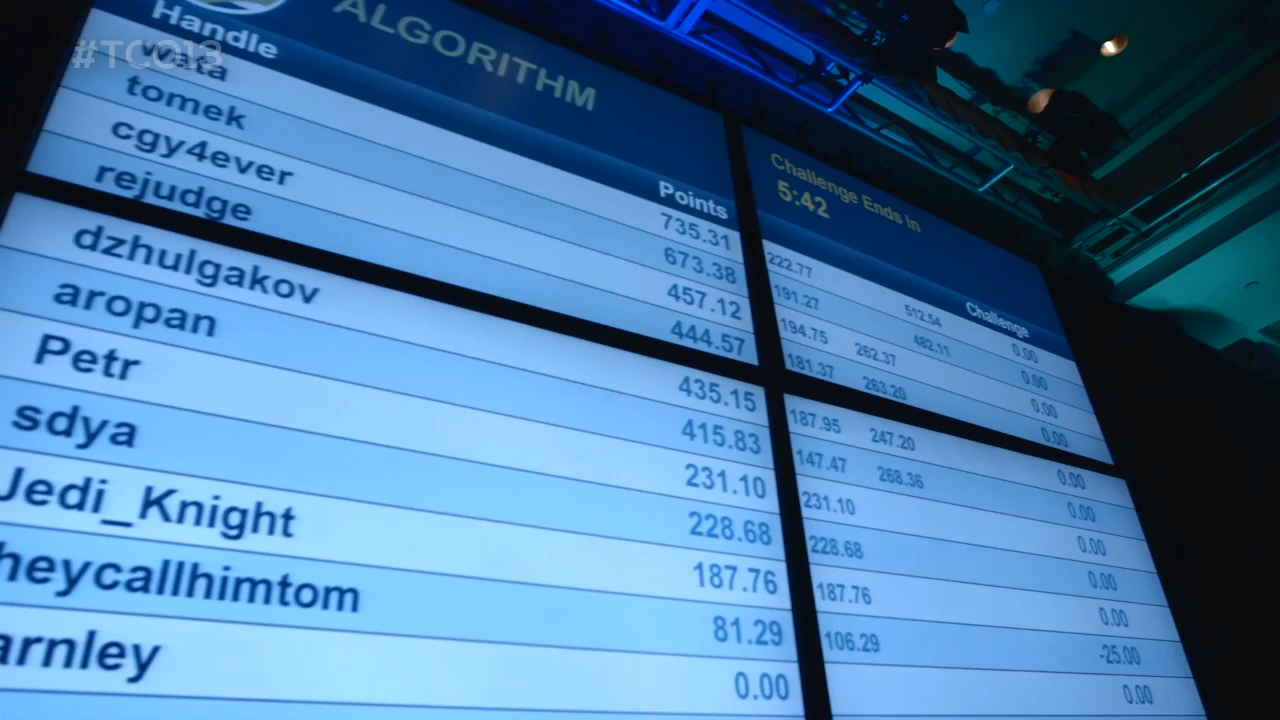 #TCO13
ALGORITHM
Challenge Ends In
5:42
Handle Points Challenge
735.31 222.77 512.54 0.00
tomek 673.38 191.27 482.11 0.00
cgy4ever 457.12 194.75 262.37 0.00
rejudge 444.57 181.37 263.20 0.00
dzhulgakov 435.15 187.95 247.20 0.00
aropan 415.83 147.47 268.36 0.00
Petr 231.10 231.10 0.00
sdya 228.68 228.68 0.00
Jedi_Knight 187.76 187.76 0.00
heycallhimtom 81.29 106.29 -25.00
arnley 0.00 0.00